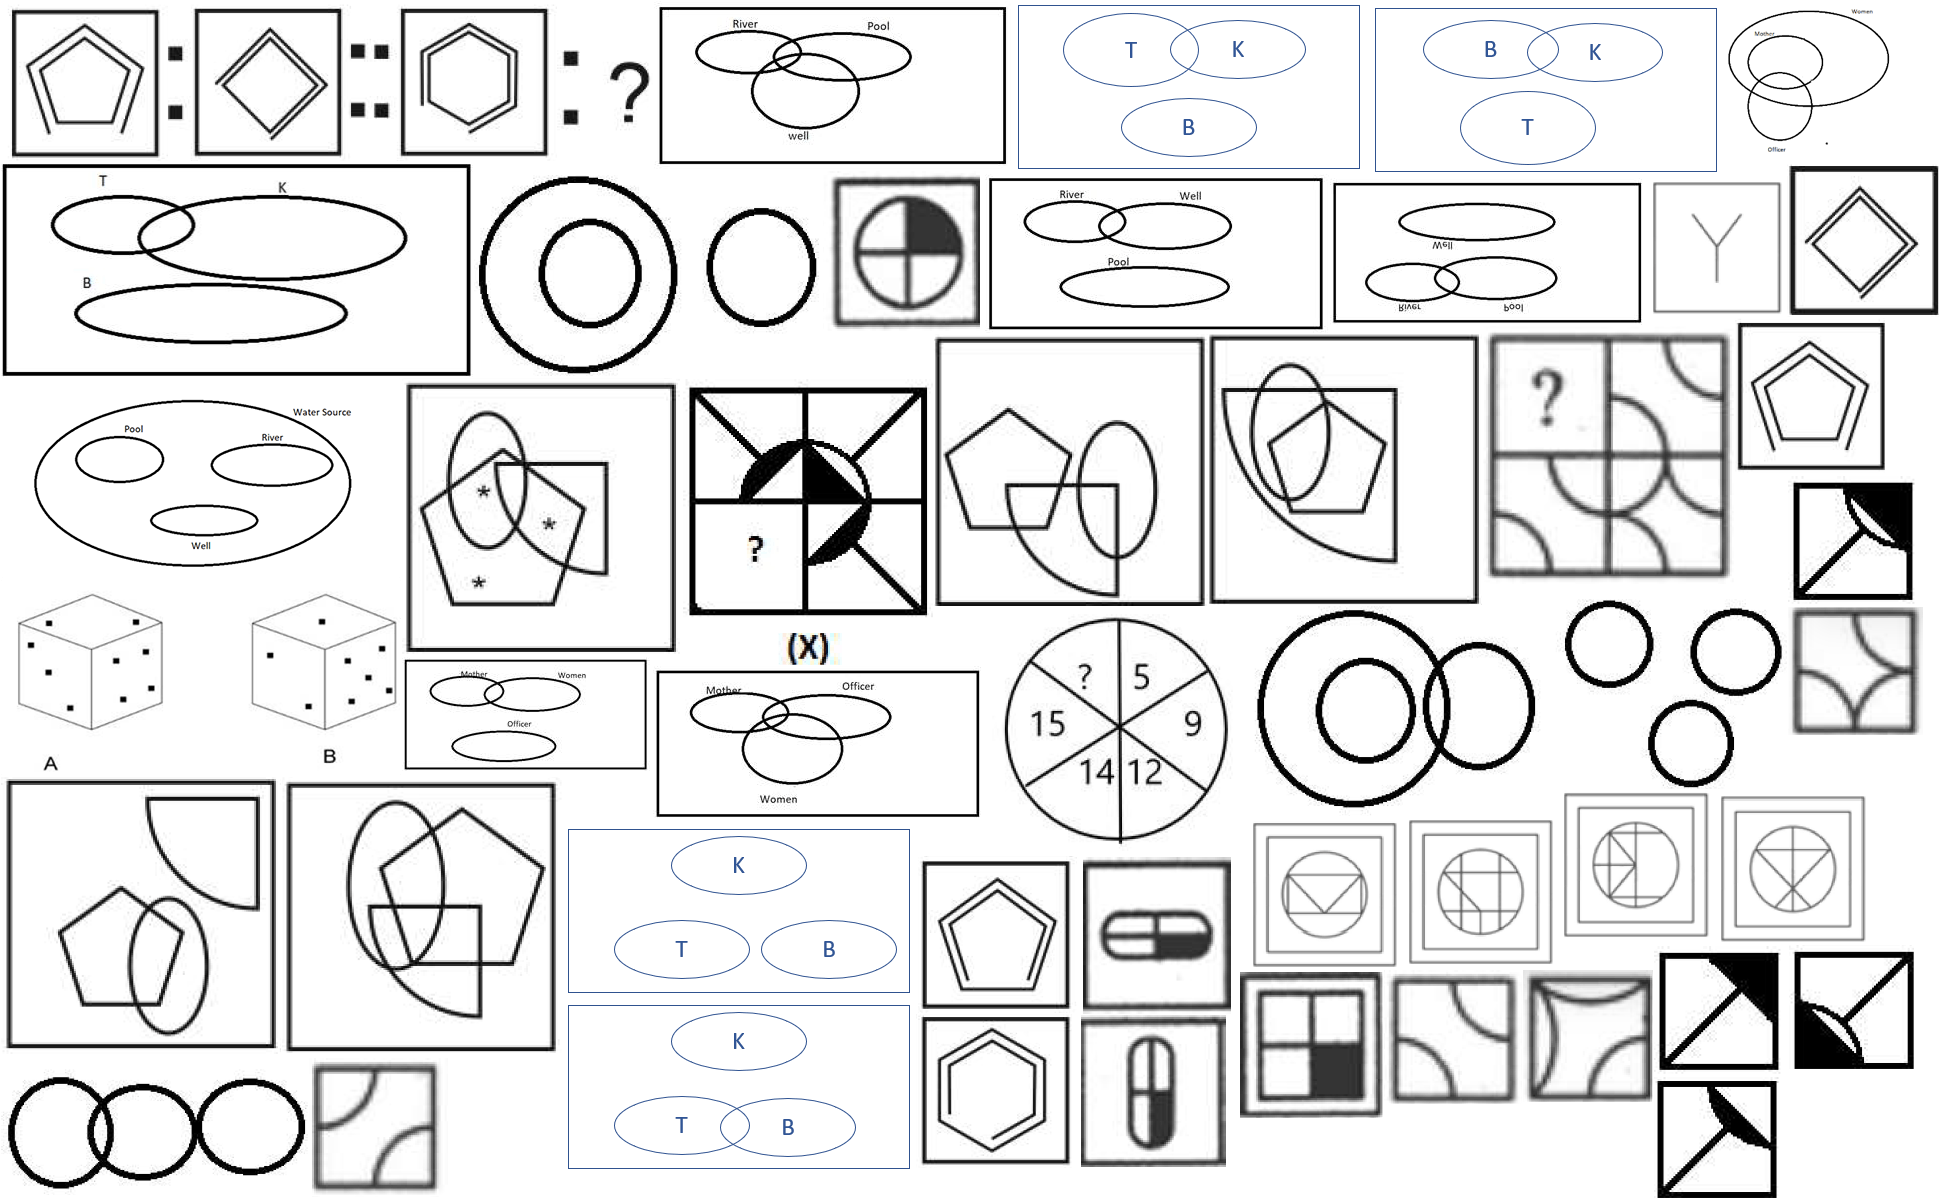 ?
River
Pool
well
T
K
B
B
K
T
Women
Mother
Officer
T
K
B
River
Well
Pool
Well
River
Pool
Water Source
Pool
River
Well
*
*
*
?
(X)
?
A
B
Mother
Women
Officer
Mother
Officer
Women
? 5
15 9
14 12
K
T
B
K
T
B